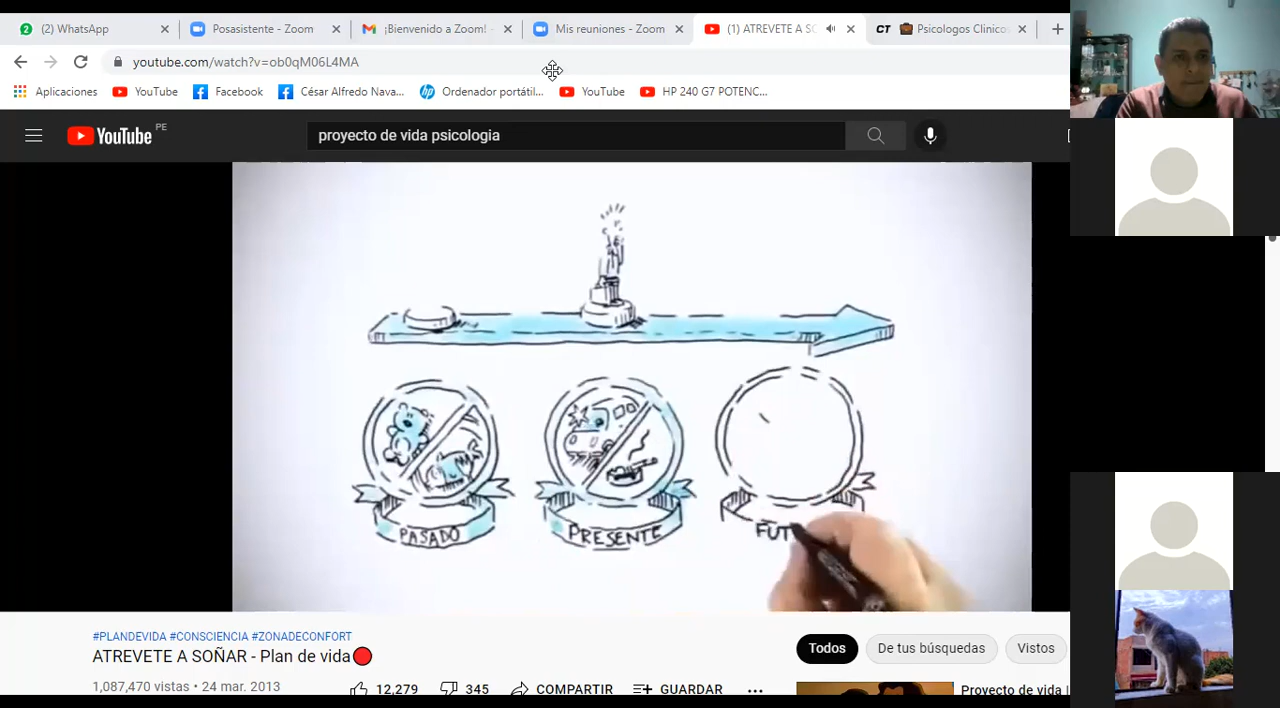 2 (2) WhatsApp
Posasistente - Zoom
¡Bienvenido a Zoom! -
Mis reuniones - Zoom
(1) ATREVETE A SO
CT Psicologos Clinico
youtube.com/watch?v=ob0qM06L4MA
Aplicaciones YouTube Facebook César Alfredo Nava... Ordenador portátil... YouTube HP 240 G7 POTENC...
YouTube PE
proyecto de vida psicologia
PASADO PRESENTE FUT
#PLANDEVIDA #CONSCIENCIA #ZONADECONFORT
ATREVETE A SOÑAR - Plan de vida
1,087,470 vistas • 24 mar. 2013
12,279 345 COMPARTIR GUARDAR ...
Todos De tus búsquedas Vistos
Proyecto de vida |